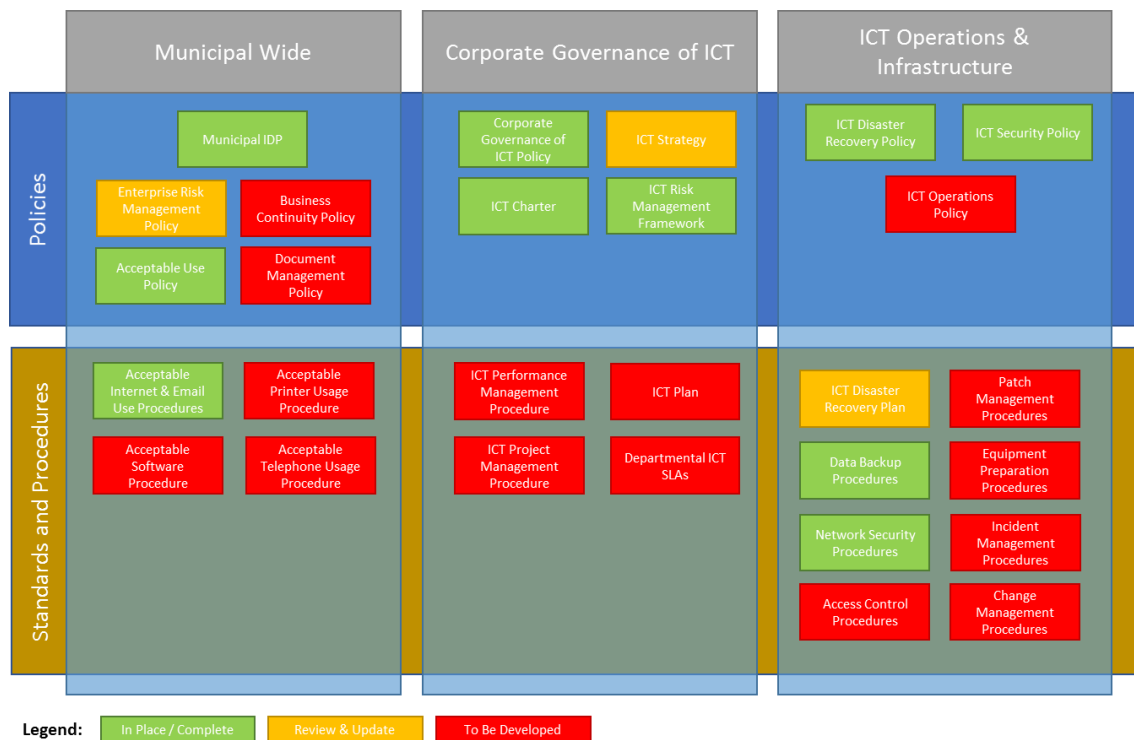 Municipal Wide
Corporate Governance of ICT
ICT Operations &
Infrastructure
Policies
Municipal IDP
Enterprise Risk
Management
Policy
Business
Continuity Policy
Acceptable Use
Policy
Document
Management
Policy
Corporate
Governance of
ICT Policy
ICT Strategy
ICT Charter
ICT Risk
Management
Framework
ICT Disaster
Recovery Policy
ICT Security Policy
ICT Operations
Policy
Standards and Procedures
Acceptable
Internet & Email
Use Procedures
Acceptable
Printer Usage
Procedure
Acceptable
Software
Procedure
Acceptable
Telephone Usage
Procedure
ICT Performance
Management
Procedure
ICT Plan
ICT Project
Management
Procedure
Departmental ICT
SLAs
ICT Disaster
Recovery Plan
Patch
Management
Procedures
Data Backup
Procedures
Equipment
Preparation
Procedures
Network Security
Procedures
Incident
Management
Procedures
Access Control
Procedures
Change
Management
Procedures
Legend:
In Place / Complete
Review & Update
To Be Developed